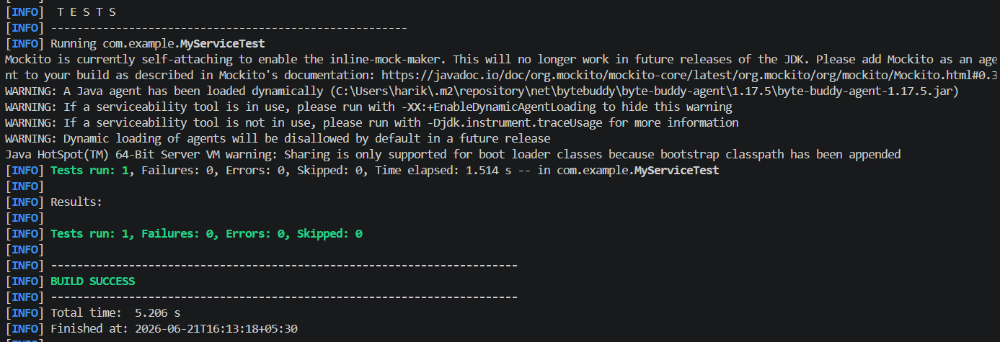 [INFO]  T E S T S
[INFO] -------------------------------------------------------
[INFO] Running com.example.MyServiceTest
Mockito is currently self-attaching to enable the inline-mock-maker. This will no longer work in future releases of the JDK. Please add Mockito as an age
nt to your build as described in Mockito's documentation: https://javadoc.io/doc/org.mockito/mockito-core/latest/org.mockito/org/mockito/Mockito.html#0.3
WARNING: A Java agent has been loaded dynamically (C:\Users\harik\.m2\repository\net\bytebuddy\byte-buddy-agent\1.17.5\byte-buddy-agent-1.17.5.jar)
WARNING: If a serviceability tool is in use, please run with -XX:+EnableDynamicAgentLoading to hide this warning
WARNING: If a serviceability tool is not in use, please run with -Djdk.instrument.traceUsage for more information
WARNING: Dynamic loading of agents will be disallowed by default in a future release
Java HotSpot(TM) 64-Bit Server VM warning: Sharing is only supported for boot loader classes because bootstrap classpath has been appended
[INFO] Tests run: 1, Failures: 0, Errors: 0, Skipped: 0, Time elapsed: 1.514 s -- in com.example.MyServiceTest
[INFO]
[INFO] Results:
[INFO]
[INFO] Tests run: 1, Failures: 0, Errors: 0, Skipped: 0
[INFO]
[INFO] ------------------------------------------------------------------------
[INFO] BUILD SUCCESS
[INFO] ------------------------------------------------------------------------
[INFO] Total time:  5.206 s
[INFO] Finished at: 2026-06-21T16:13:18+05:30